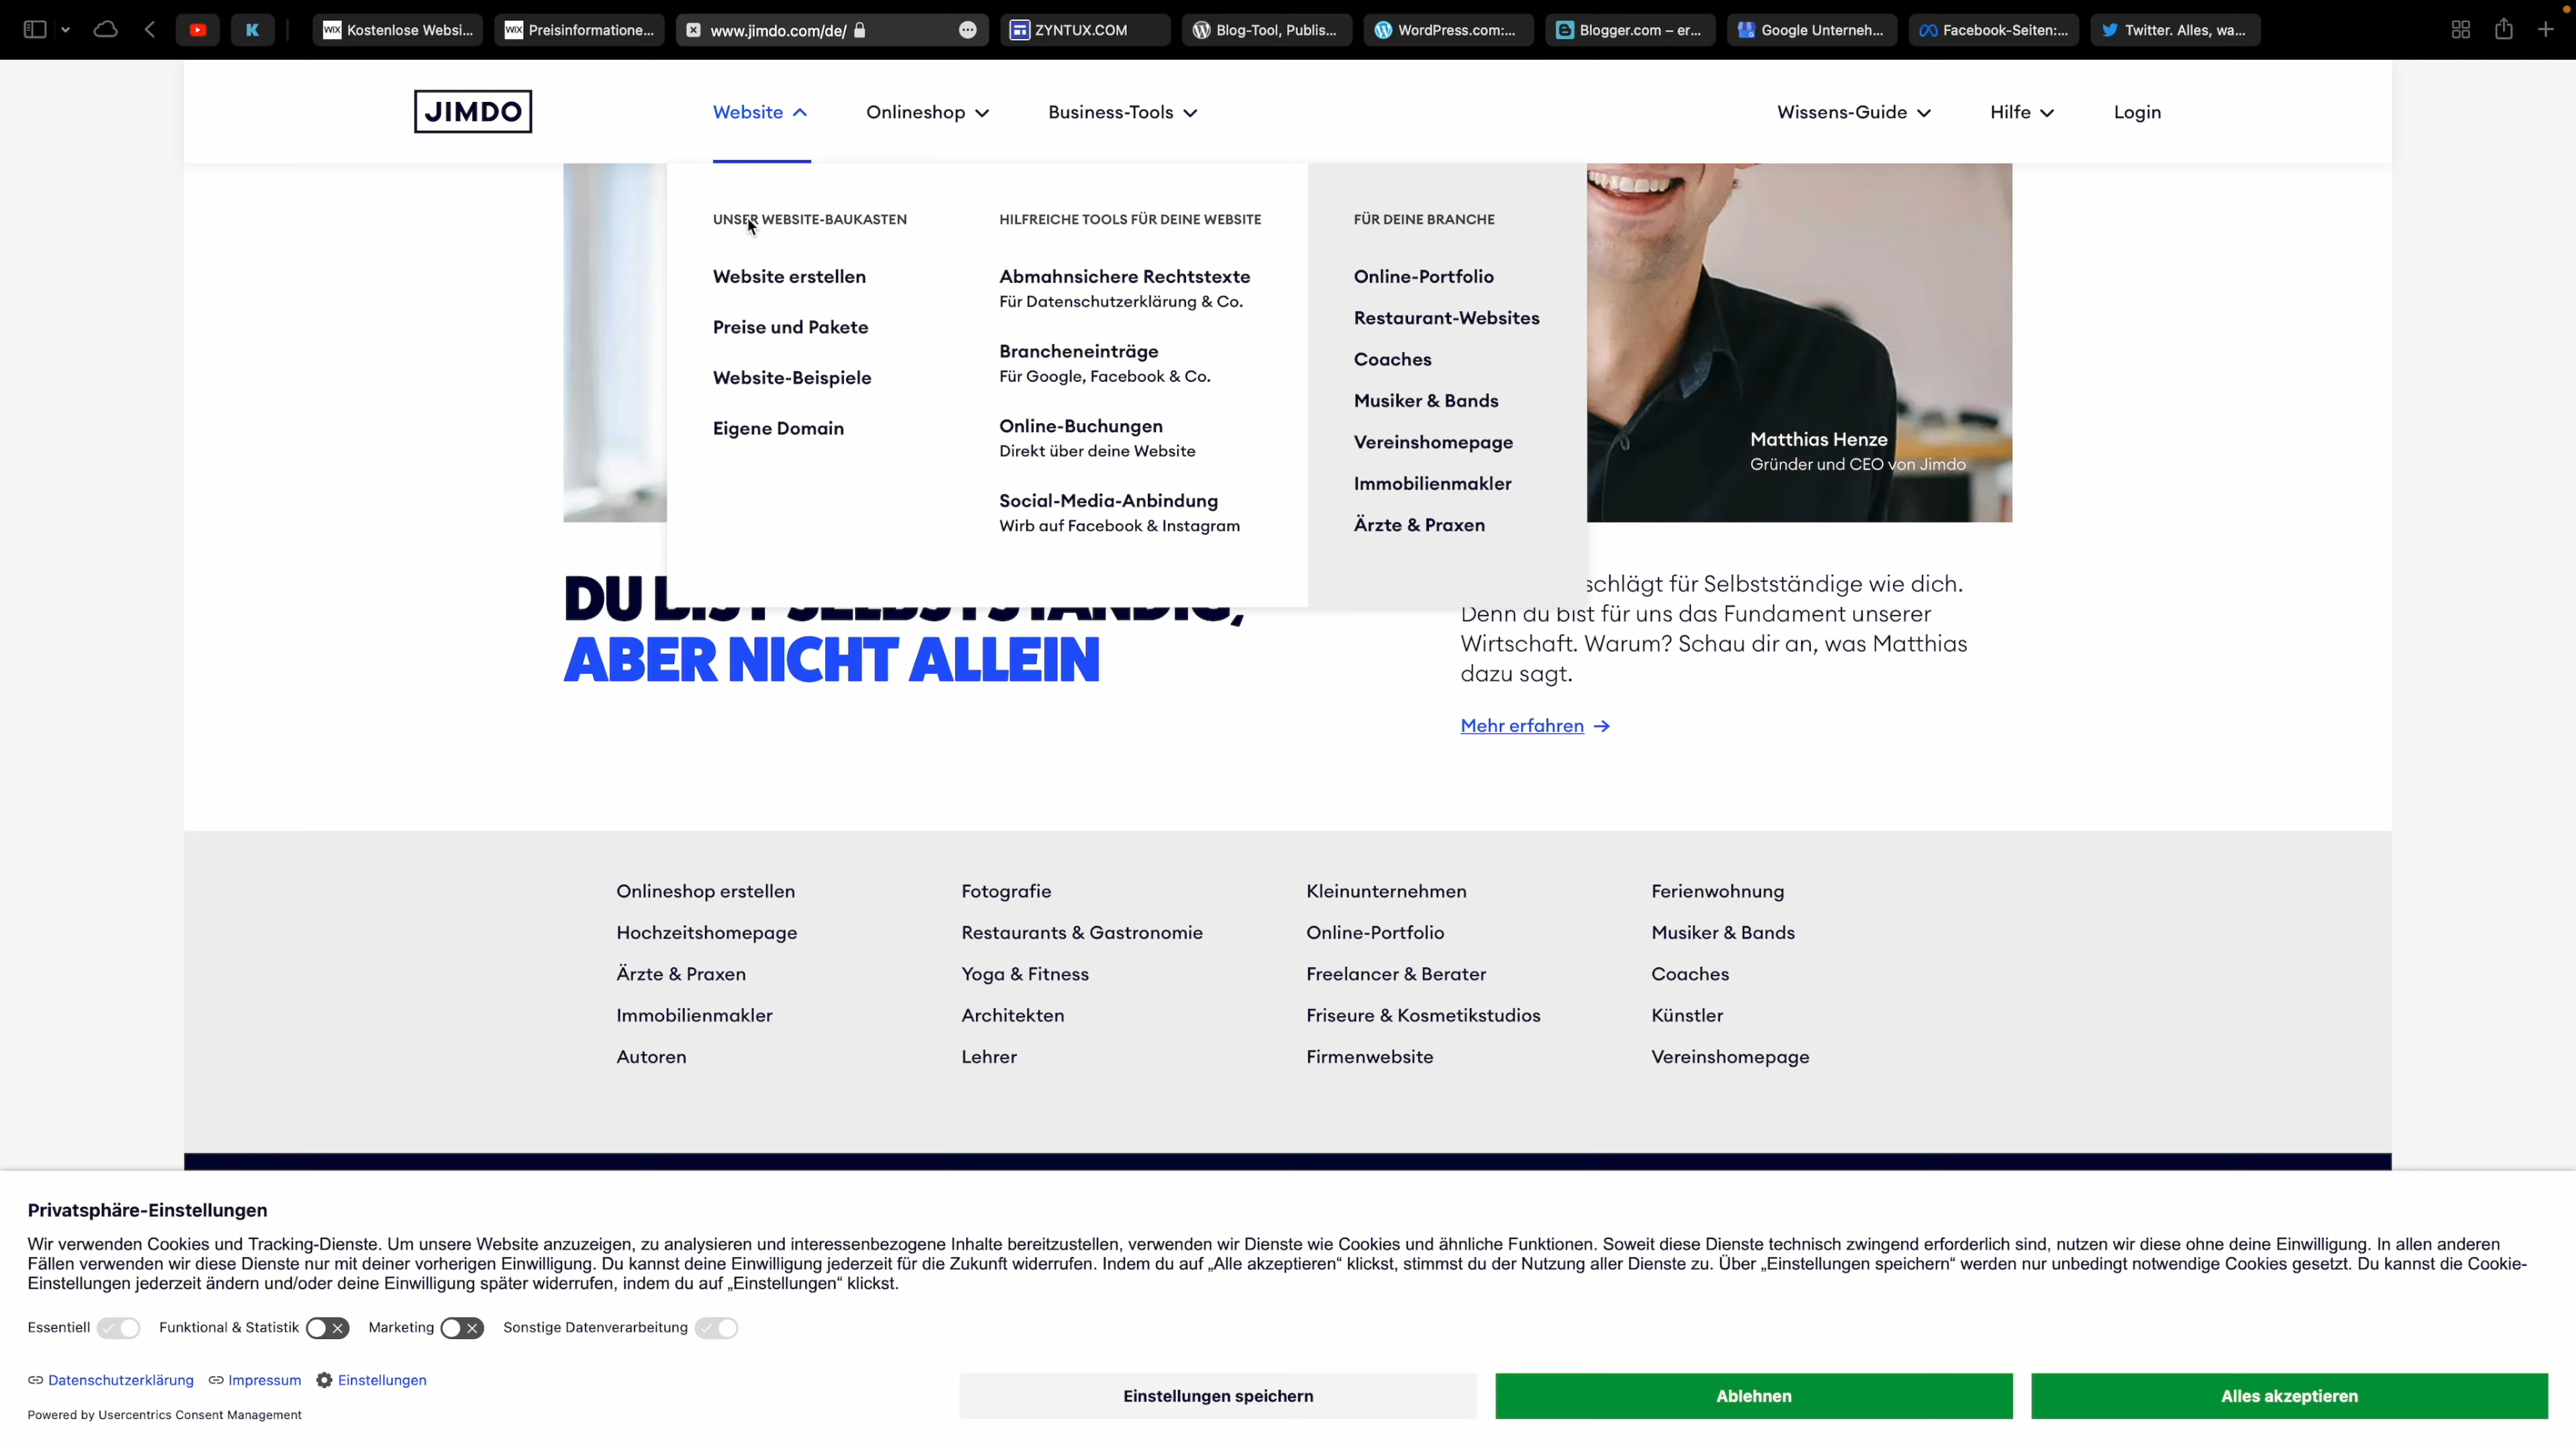 Kostenlose Websi...
Preisinformatione...
www.jimdo.com/de/
ZYNTUX.COM
Blog-Tool, Publis...
WordPress.com:...
Blogger.com – er...
Google Unterneh...
Facebook-Seiten:...
Twitter. Alles, wa...
JIMDO
Website
Onlineshop
Business-Tools
Wissens-Guide
Hilfe
Login
UNSER WEBSITE-BAUKASTEN
Website erstellen
Preise und Pakete
Website-Beispiele
Eigene Domain
HILFREICHE TOOLS FÜR DEINE WEBSITE
Abmahnsichere Rechtstexte
Für Datenschutzerklärung & Co.
Brancheneinträge
Für Google, Facebook & Co.
Online-Buchungen
Direkt über deine Website
Social-Media-Anbindung
Wirb auf Facebook & Instagram
FÜR DEINE BRANCHE
Online-Portfolio
Restaurant-Websites
Coaches
Musiker & Bands
Vereinshomepage
Immobilienmakler
Ärzte & Praxen
Matthias Henze
Gründer und CEO von Jimdo
DU BIST SELBSTSTÄNDIG,
ABER NICHT ALLEIN
schlägt für Selbstständige wie dich.
Denn du bist für uns das Fundament unserer
Wirtschaft. Warum? Schau dir an, was Matthias
dazu sagt.
Mehr erfahren →
Onlineshop erstellen
Hochzeitshomepage
Ärzte & Praxen
Immobilienmakler
Autoren
Fotografie
Restaurants & Gastronomie
Yoga & Fitness
Architekten
Lehrer
Kleinunternehmen
Online-Portfolio
Freelancer & Berater
Friseure & Kosmetikstudios
Firmenwebsite
Ferienwohnung
Musiker & Bands
Coaches
Künstler
Vereinshomepage
Privatsphäre-Einstellungen
Wir verwenden Cookies und Tracking-Dienste. Um unsere Website anzuzeigen, zu analysieren und interessenbezogene Inhalte bereitzustellen, verwenden wir Dienste wie Cookies und ähnliche Funktionen. Soweit diese Dienste technisch zwingend erforderlich sind, nutzen wir diese ohne deine Einwilligung. In allen anderen
Fällen verwenden wir diese Dienste nur mit deiner vorherigen Einwilligung. Du kannst deine Einwilligung jederzeit für die Zukunft widerrufen. Indem du auf „Alle akzeptieren“ klickst, stimmst du der Nutzung aller Dienste zu. Über „Einstellungen speichern“ werden nur unbedingt notwendige Cookies gesetzt. Du kannst die Cookie-
Einstellungen jederzeit ändern und/oder deine Einwilligung später widerrufen, indem du auf „Einstellungen“ klickst.
Essentiell Funktional & Statistik Marketing Sonstige Datenverarbeitung
Datenschutzerklärung Impressum Einstellungen
Powered by Usercentrics Consent Management
Einstellungen speichern
Ablehnen
Alles akzeptieren